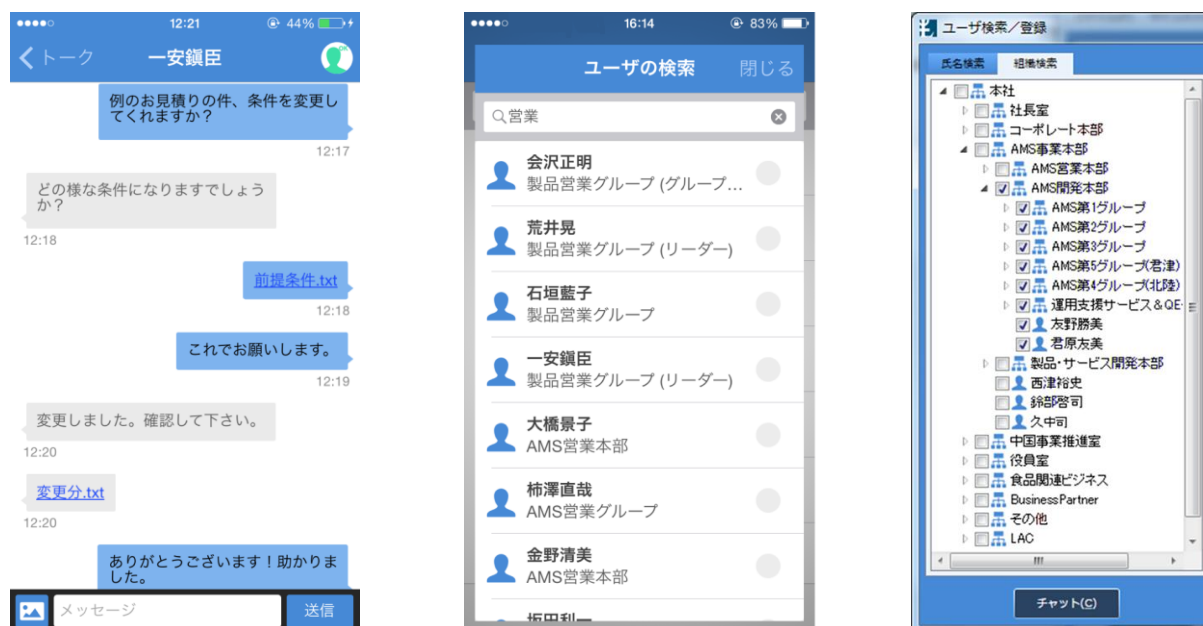 12:21
44%
トーク
一安鎭臣
例のお見積りの件、条件を変更し
てくれますか？
12:17
どの様な条件になりますでしょう
か？
12:18
前提条件.txt
12:18
これでお願いします。
12:19
変更しました。確認して下さい。
12:20
変更分.txt
12:20
ありがとうございます！助かりま
した。
メッセージ
送信
16:14
83%
ユーザの検索
閉じる
営業
会沢正明
製品営業グループ (グループ...
荒井晃
製品営業グループ (リーダー)
石垣藍子
製品営業グループ
一安鎭臣
製品営業グループ (リーダー)
大橋景子
AMS営業本部
柿澤直哉
AMS営業グループ
金野清美
AMS営業本部
坂田利一
ユーザ検索／登録
氏名検索
組織検索
本社
社長室
コーポレート本部
AMS事業本部
AMS営業本部
AMS開発本部
AMS第1グループ
AMS第2グループ
AMS第3グループ
AMS第5グループ(君津)
AMS第4グループ(北陸)
運用支援サービス＆QE
友野勝美
君原友美
製品・サービス開発本部
西津裕史
鈴部啓司
久中司
中国事業推進室
役員室
食品関連ビジネス
BusinessPartner
その他
LAC
チャット(C)